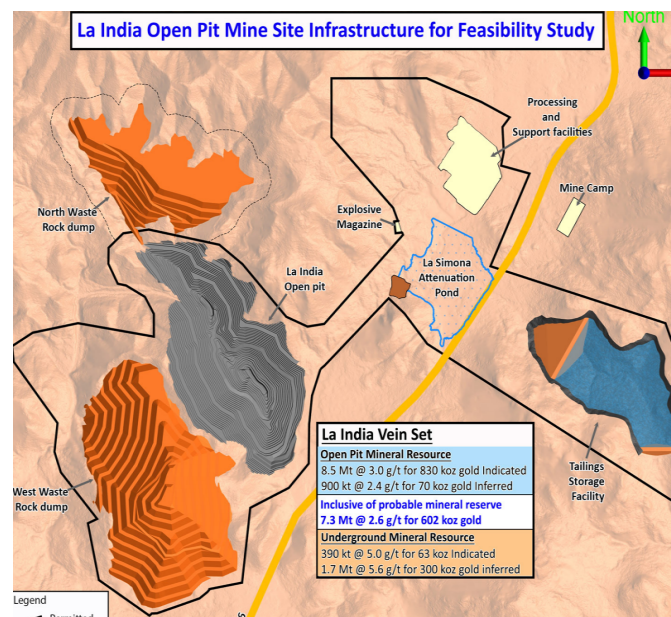 La India Open Pit Mine Site Infrastructure for Feasibility Study
North
Processing
and
Support facilities
Mine Camp
North Waste
Rock dump
Explosive
Magazine
La India
Open pit
La Simona
Attenuation
Pond
La India Vein Set
Open Pit Mineral Resource
8.5 Mt @ 3.0 g/t for 830 koz gold Indicated
900 kt @ 2.4 g/t for 70 koz gold Inferred
Inclusive of probable mineral reserve
7.3 Mt @ 2.6 g/t for 602 koz gold
Underground Mineral Resource
390 kt @ 5.0 g/t for 63 koz Indicated
1.7 Mt @ 5.6 g/t for 300 koz gold inferred
Tailings
Storage
Facility
West Waste
Rock dump
Legend